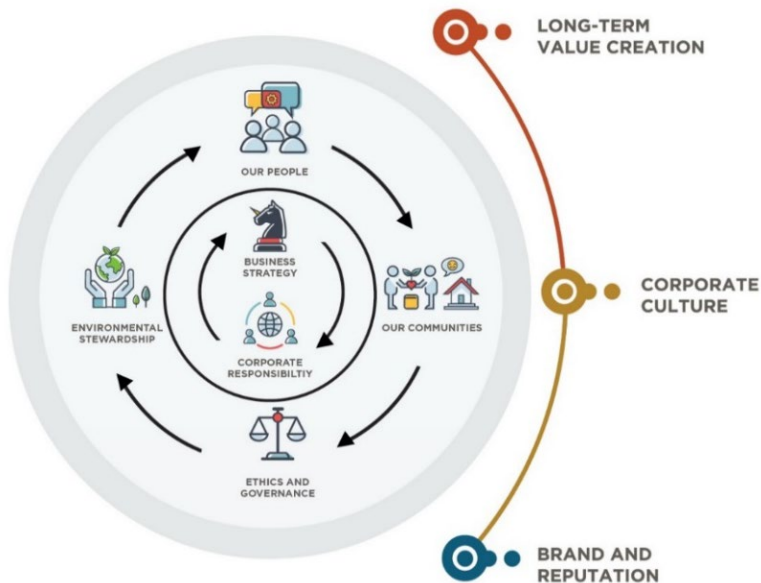 LONG-TERM
VALUE CREATION
OUR PEOPLE
BUSINESS
STRATEGY
ENVIRONMENTAL
STEWARDSHIP
OUR COMMUNITIES
CORPORATE
RESPONSIBILTIY
CORPORATE
CULTURE
ETHICS AND
GOVERNANCE
BRAND AND
REPUTATION